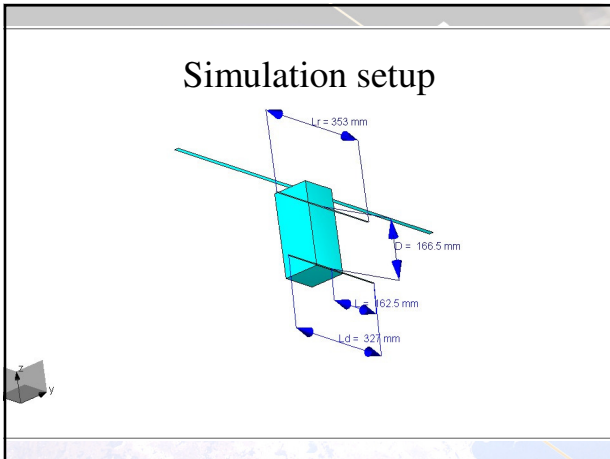 Simulation setup
Lr = 353 mm
D = 166.5 mm
L = 162.5 mm
Ld = 327 mm
z
y